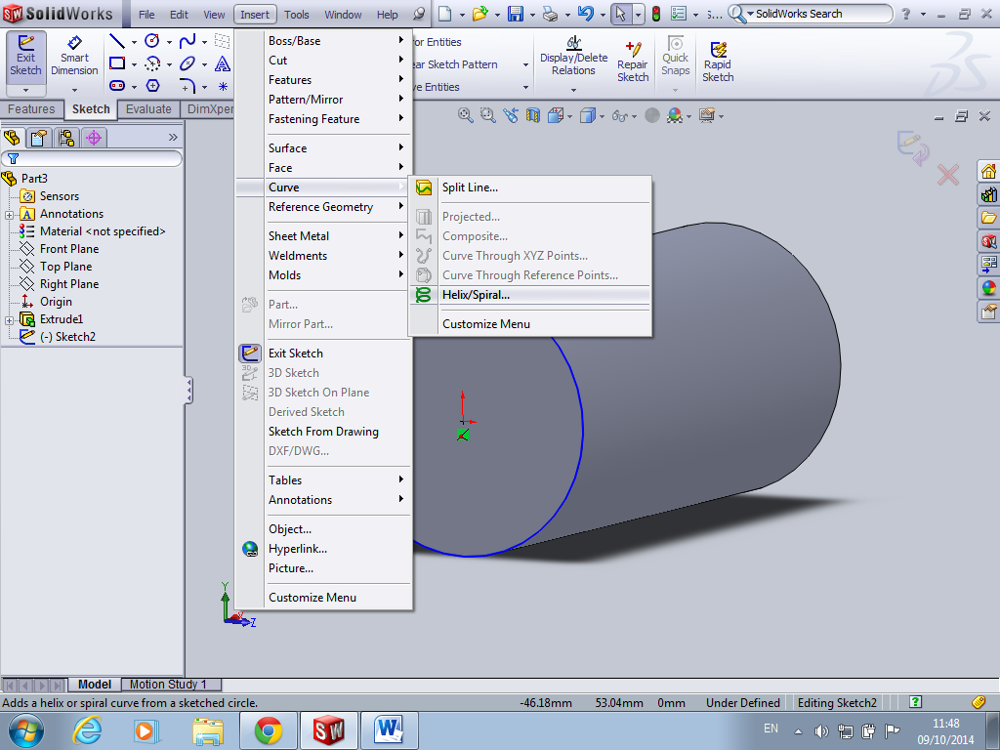 SolidWorks File Edit View Insert Tools Window Help S... SolidWorks Search ?
Exit Sketch
Smart Dimension
for Entities
ear Sketch Pattern
ve Entities
Display/Delete Relations
Repair Sketch
Quick Snaps
Rapid Sketch
Features Sketch Evaluate DimXper
Part3
Sensors
Annotations
Material <not specified>
Front Plane
Top Plane
Right Plane
Origin
Extrude1
(-) Sketch2
Boss/Base
Cut
Features
Pattern/Mirror
Fastening Feature
Surface
Face
Curve
Reference Geometry
Sheet Metal
Weldments
Molds
Part...
Mirror Part...
Exit Sketch
3D Sketch
3D Sketch On Plane
Derived Sketch
Sketch From Drawing
DXF/DWG...
Tables
Annotations
Object...
Hyperlink...
Picture...
Customize Menu
Split Line...
Projected...
Composite...
Curve Through XYZ Points...
Curve Through Reference Points...
Helix/Spiral...
Customize Menu
Y
X
Z
Model Motion Study 1
Adds a helix or spiral curve from a sketched circle. -46.18mm 53.04mm 0mm Under Defined Editing Sketch2 ?
EN
11:48
09/10/2014